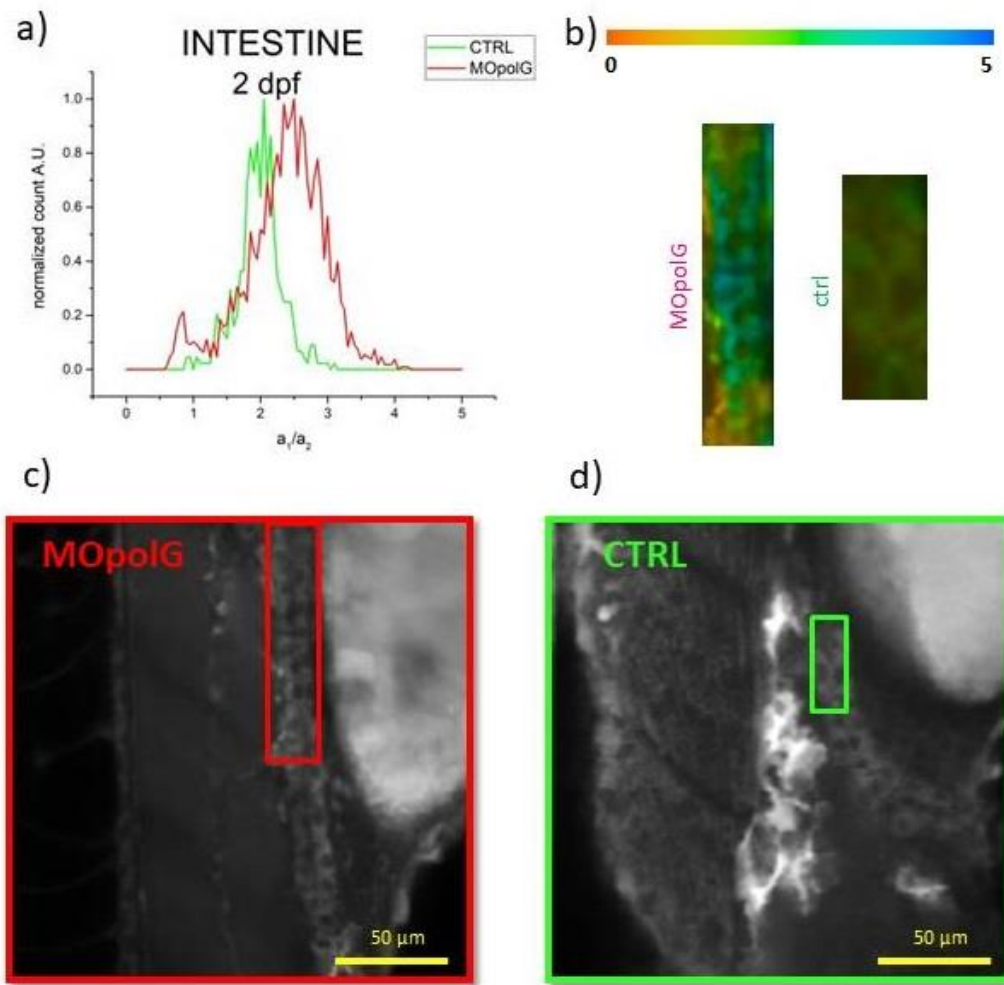 a)
INTESTINE
2 dpf
CTRL
MOpolG
normalized count A.U.
1.0
0.8
0.6
0.4
0.2
0.0
0 1 2 3 4 5
a₁/a₂
b)
0 5
MOpolG
ctrl
c)
MOpolG
50 µm
d)
CTRL
50 µm